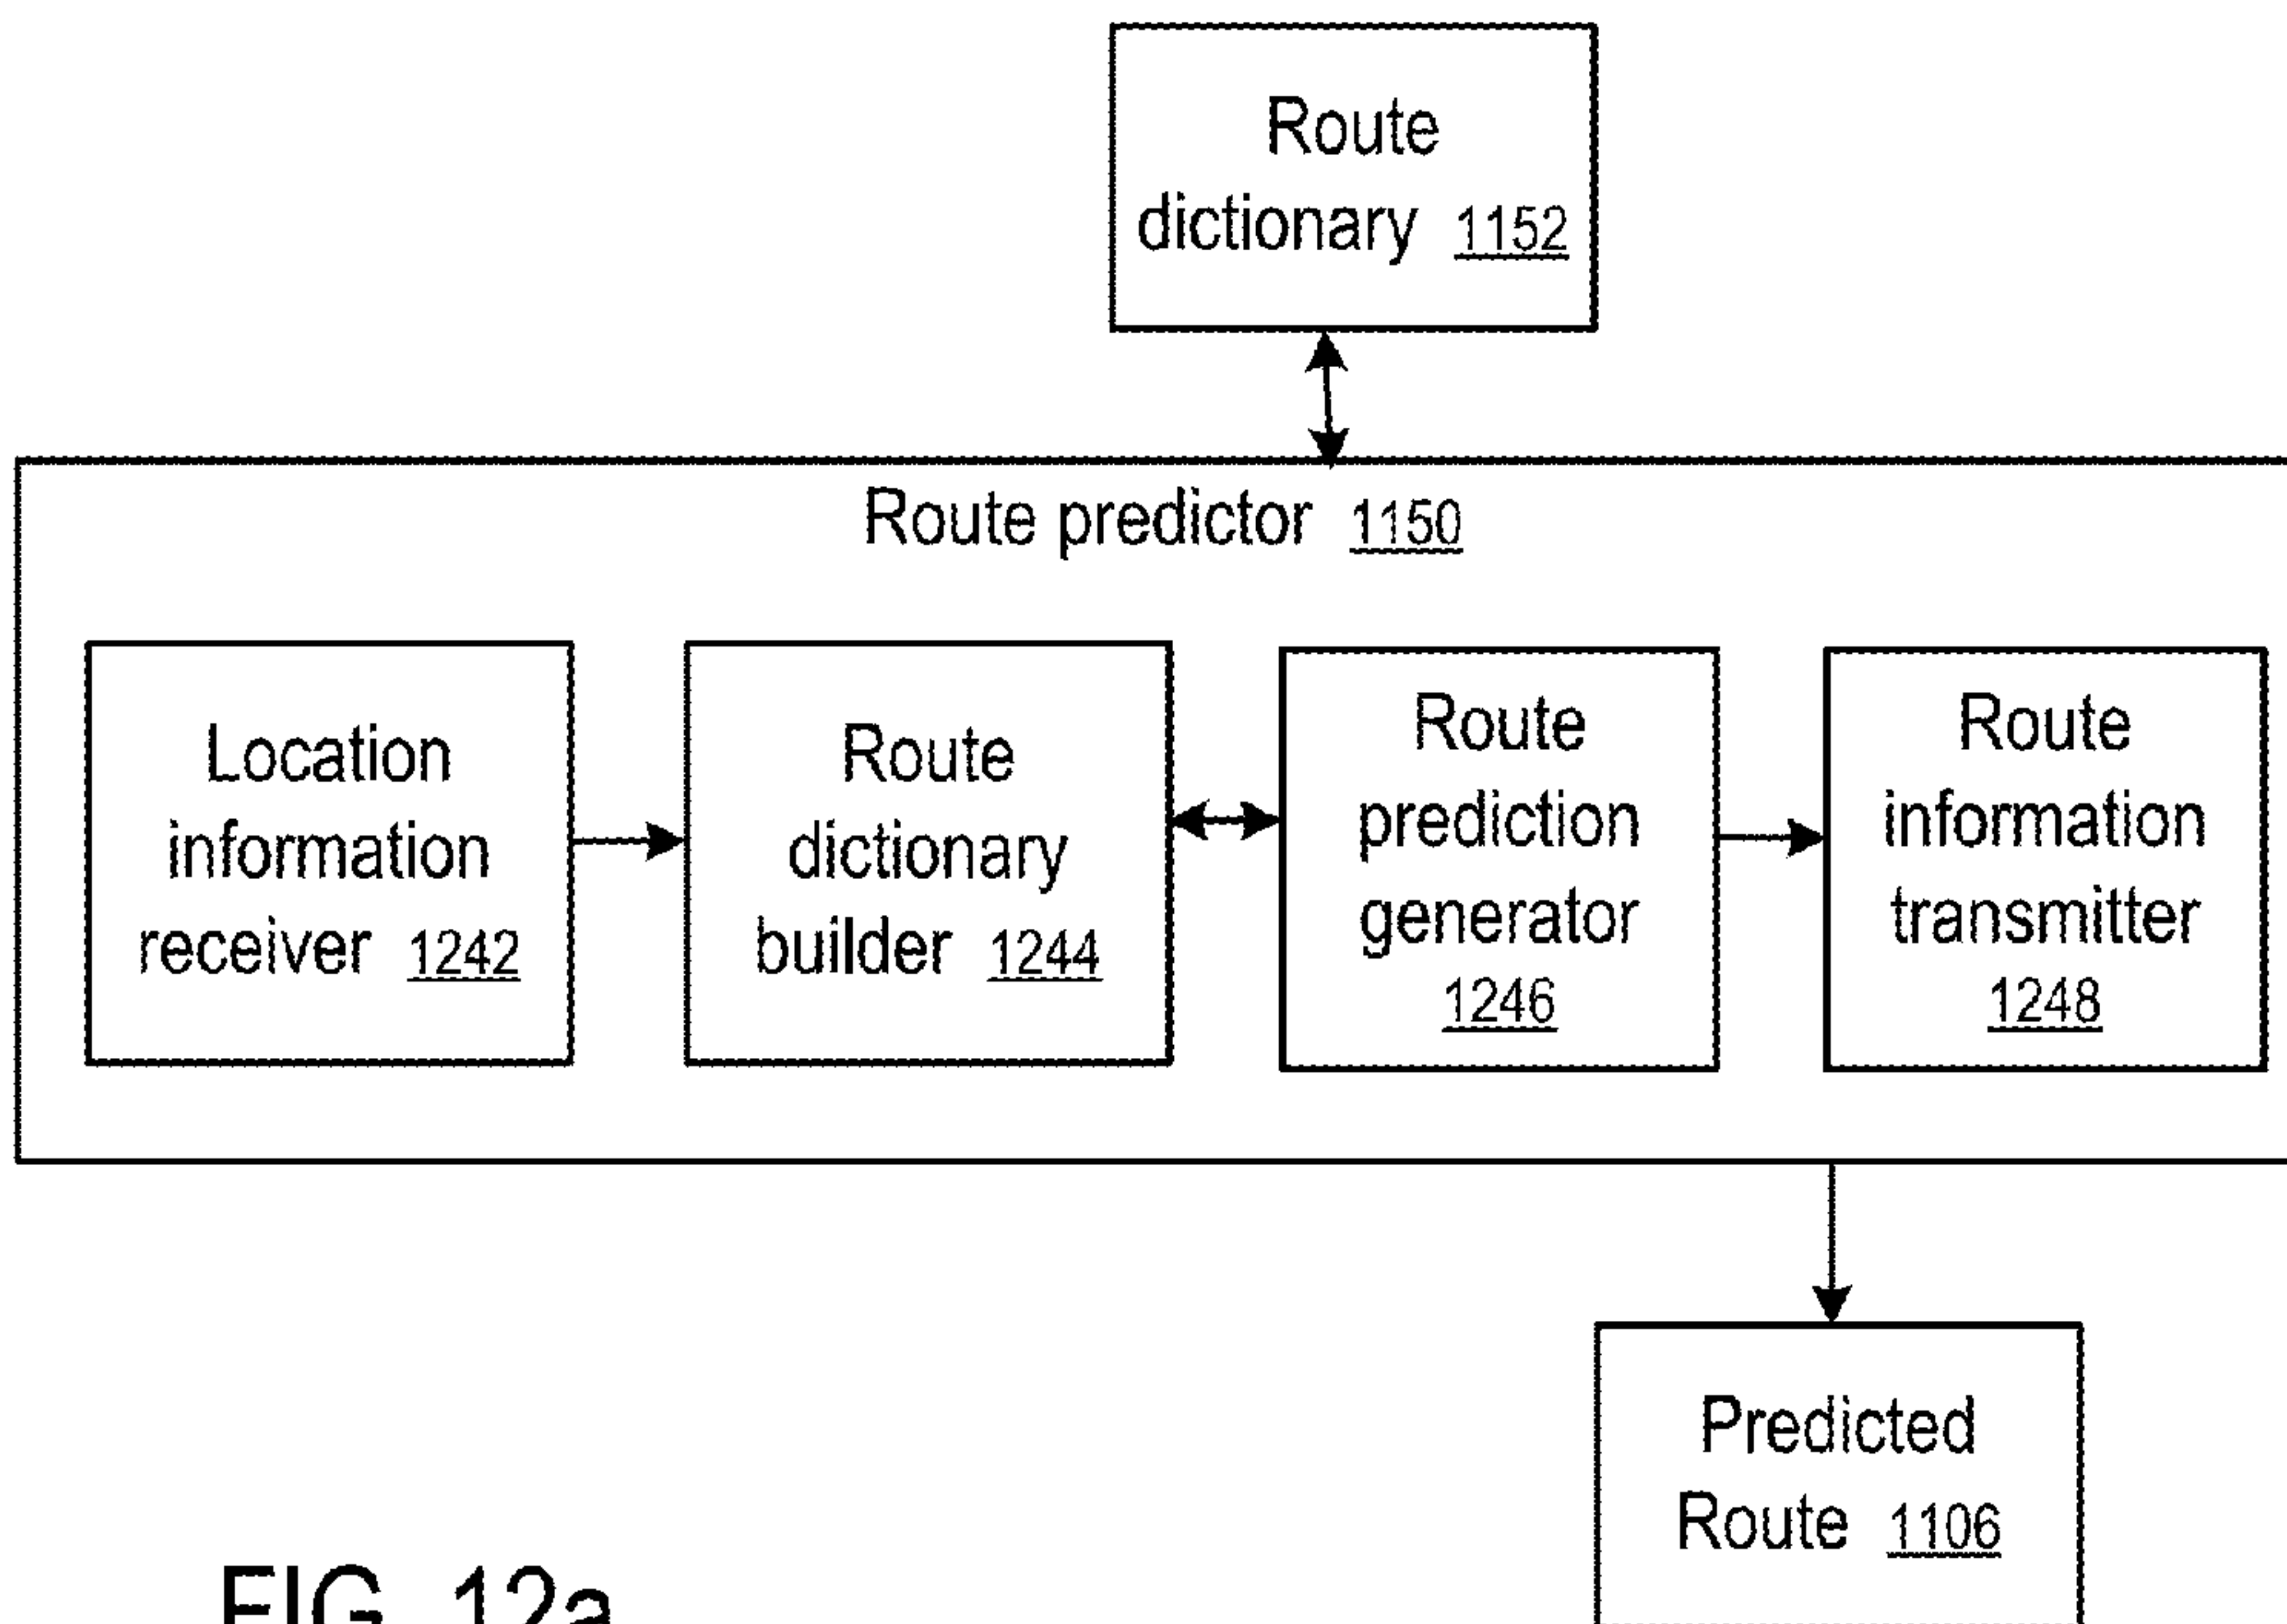 Route
dictionary 1152
Route predictor 1150
Location
information
receiver 1242
Route
dictionary
builder 1244
Route
prediction
generator
1246
Route
information
transmitter
1248
Predicted
Route 1106
FIG. 12a